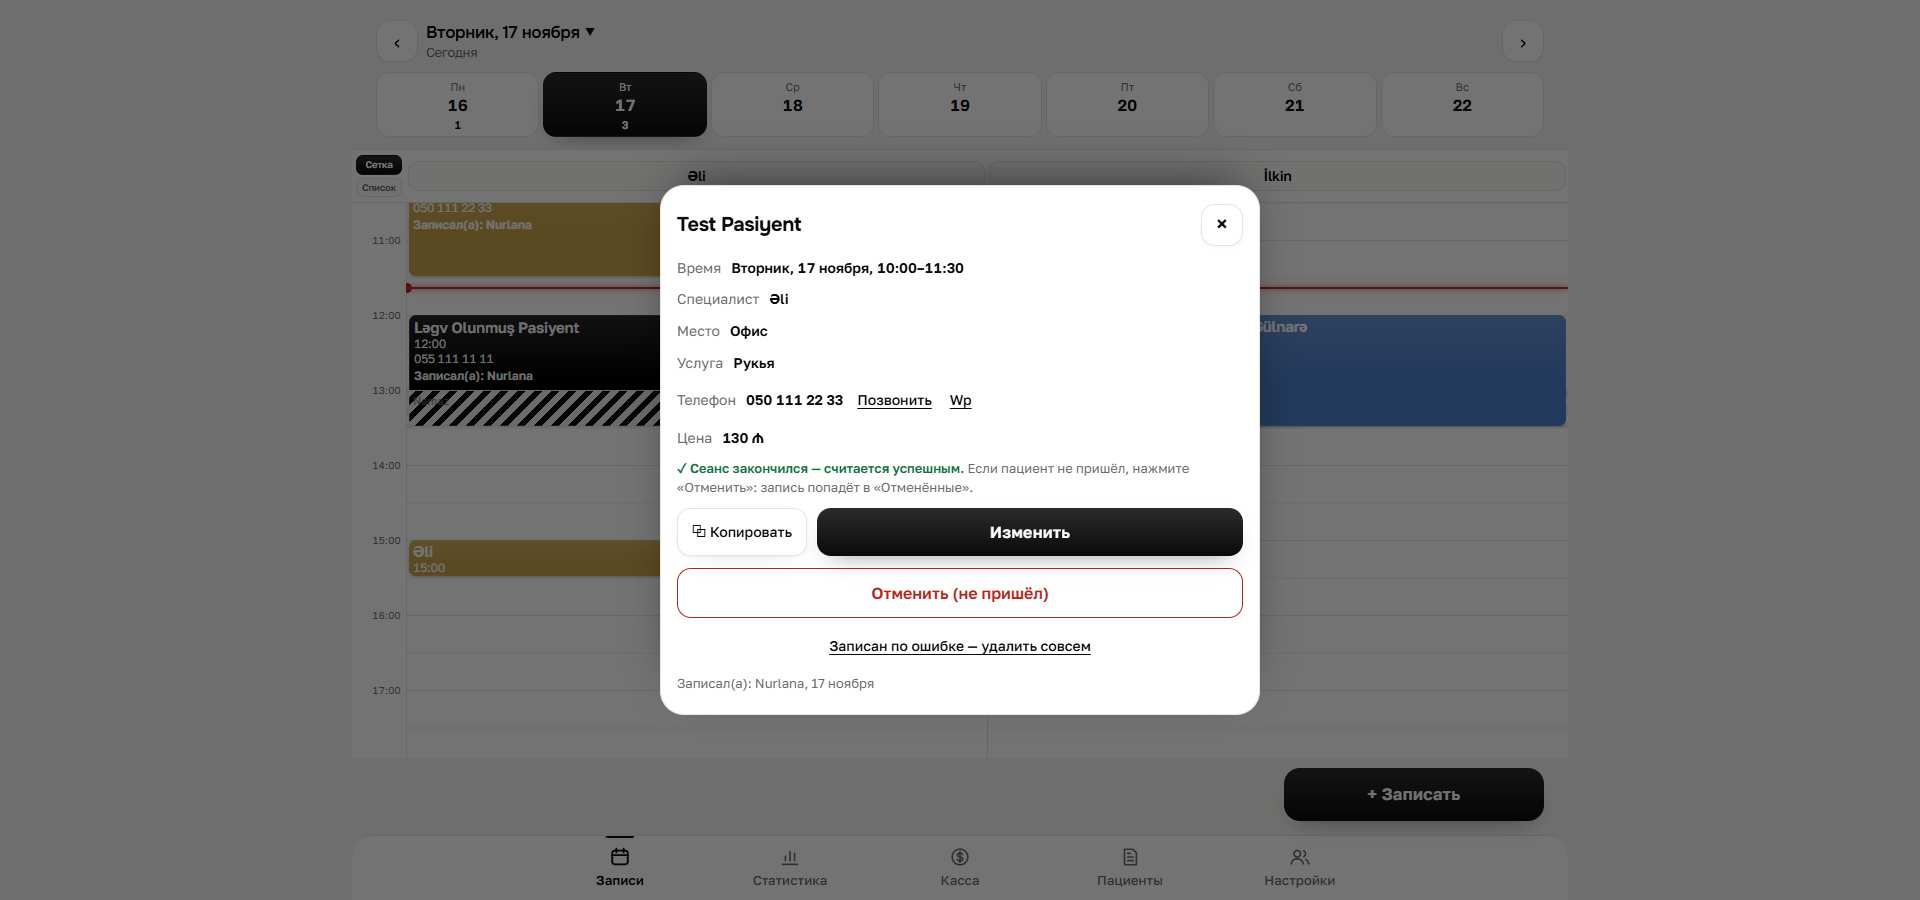 ‹
Вторник, 17 ноября ▼
Сегодня
›
Пн
16
1
Вт
17
3
Ср
18
Чт
19
Пт
20
Сб
21
Вс
22
Сетка
Список
Əli
İlkin
050 111 22 33
Записал(а): Nurlana
11:00
12:00
Ləğv Olunmuş Pasiyent
12:00
055 111 11 11
Записал(а): Nurlana
13:00
14:00
15:00
Əli
15:00
16:00
17:00
Gülnarə
Test Pasiyent
×
Время Вторник, 17 ноября, 10:00–11:30
Специалист Əli
Место Офис
Услуга Рукья
Телефон 050 111 22 33 Позвонить Wp
Цена 130 ₼
✓ Сеанс закончился — считается успешным. Если пациент не пришёл, нажмите
«Отменить»: запись попадёт в «Отменённые».
Копировать
Изменить
Отменить (не пришёл)
Записан по ошибке — удалить совсем
Записал(а): Nurlana, 17 ноября
+ Записать
Записи
Статистика
Касса
Пациенты
Настройки